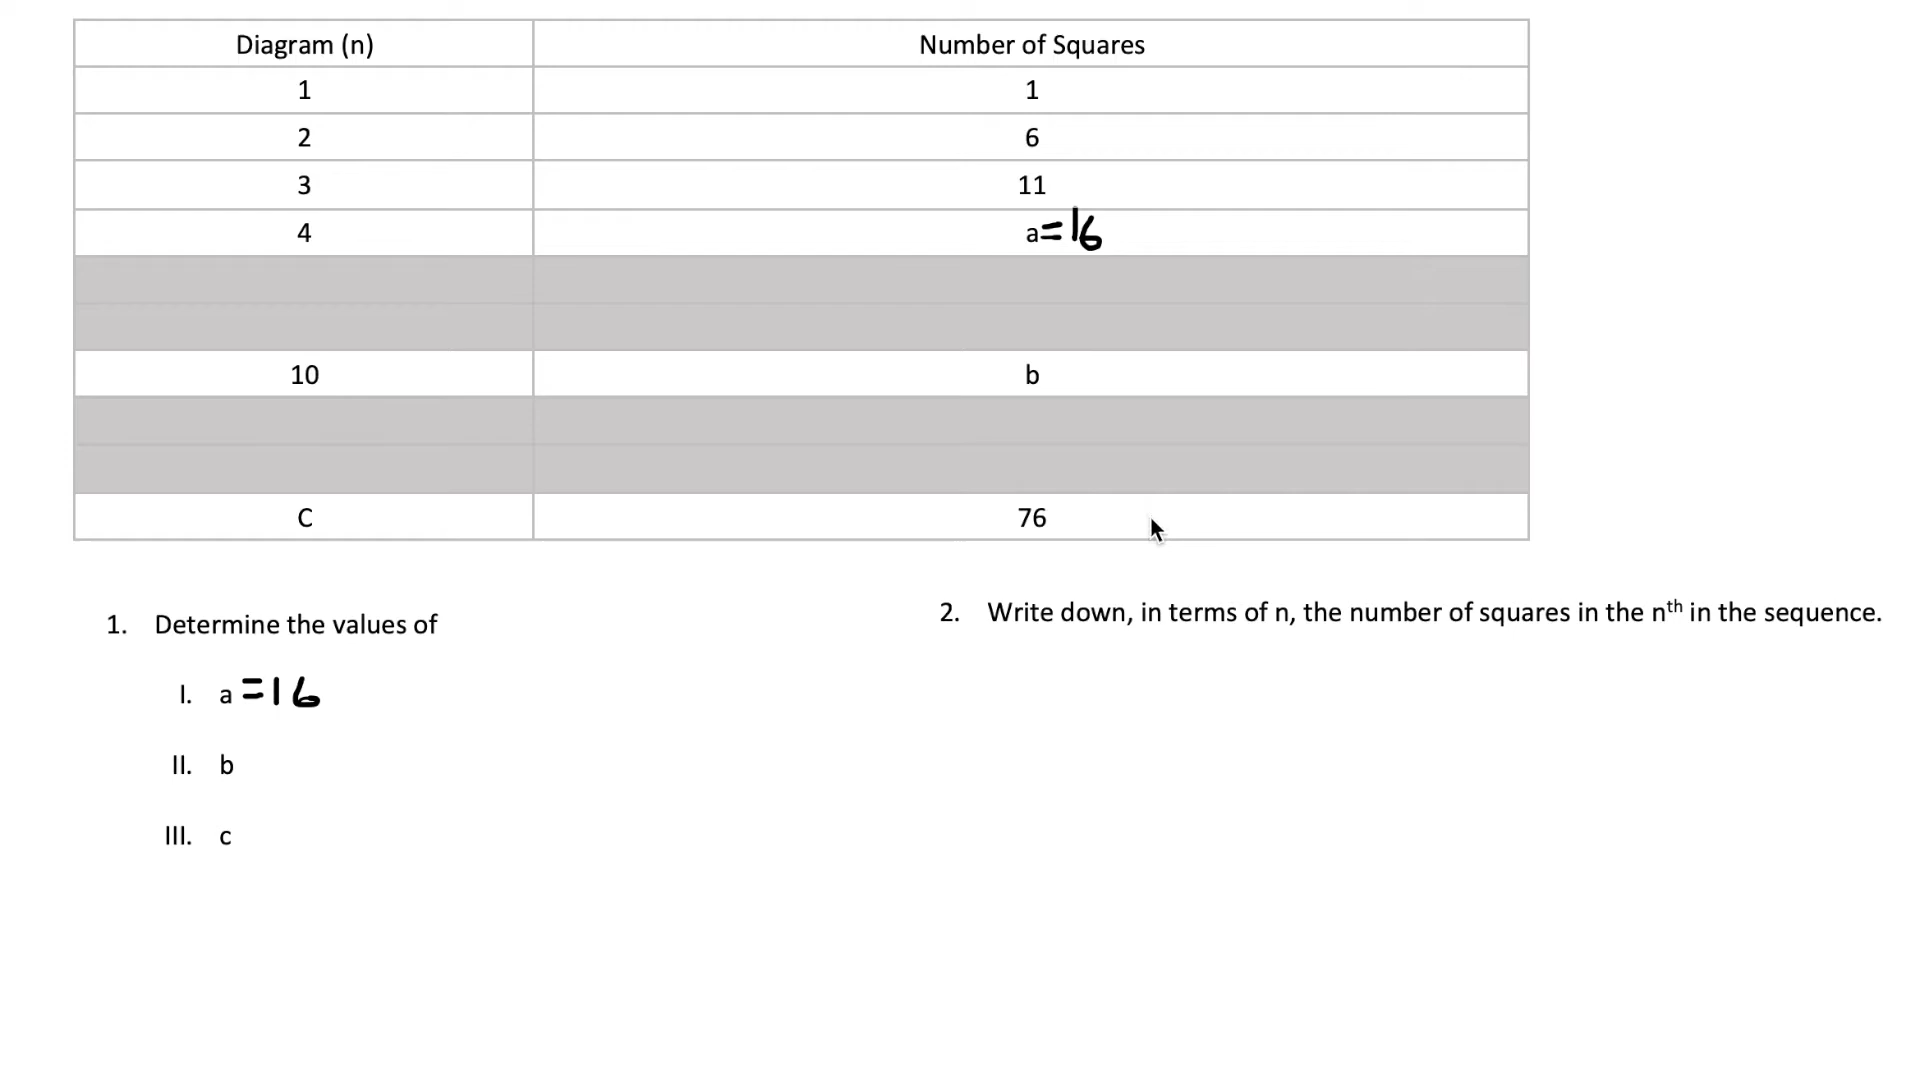 Diagram (n) Number of Squares
1 1
2 6
3 11
4 a=16
10 b
C 76
1. Determine the values of
I. a =16
II. b
III. c
2. Write down, in terms of n, the number of squares in the nth in the sequence.